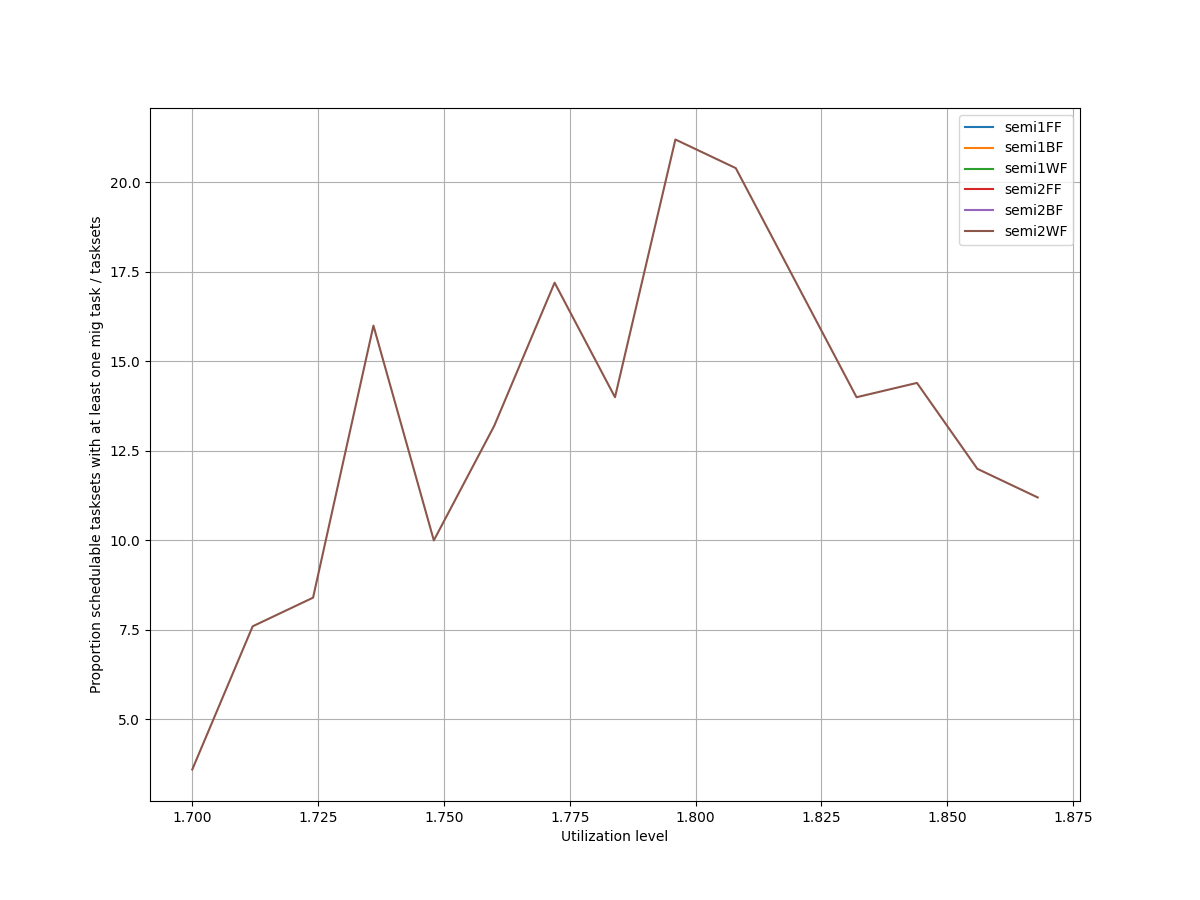 semi1FF
semi1BF
semi1WF
semi2FF
semi2BF
semi2WF
Proportion schedulable tasksets with at least one mig task / tasksets
20.0
17.5
15.0
12.5
10.0
7.5
5.0
1.700 1.725 1.750 1.775 1.800 1.825 1.850 1.875
Utilization level